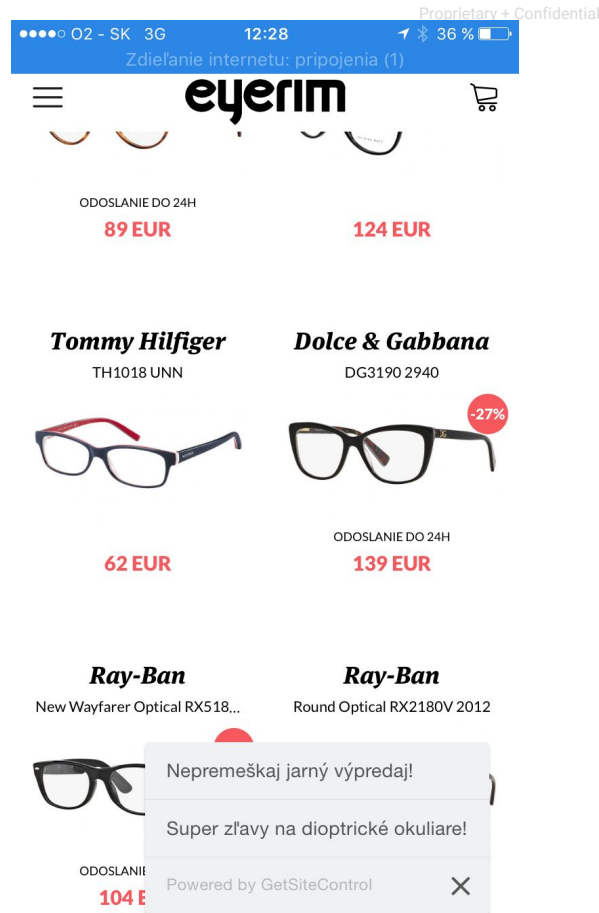 Proprietary + Confidential
O2 - SK 3G 12:28 36 %
Zdieľanie internetu: pripojenia (1)
eyerim
ODOSLANIE DO 24H
89 EUR 124 EUR
Tommy Hilfiger Dolce & Gabbana
TH1018 UNN DG3190 2940
-27%
DG
ODOSLANIE DO 24H
62 EUR 139 EUR
Ray-Ban Ray-Ban
New Wayfarer Optical RX518... Round Optical RX2180V 2012
Nepremeškaj jarný výpredaj!
Super zľavy na dioptrické okuliare!
ODOSLANIE
Powered by GetSiteControl
104 E